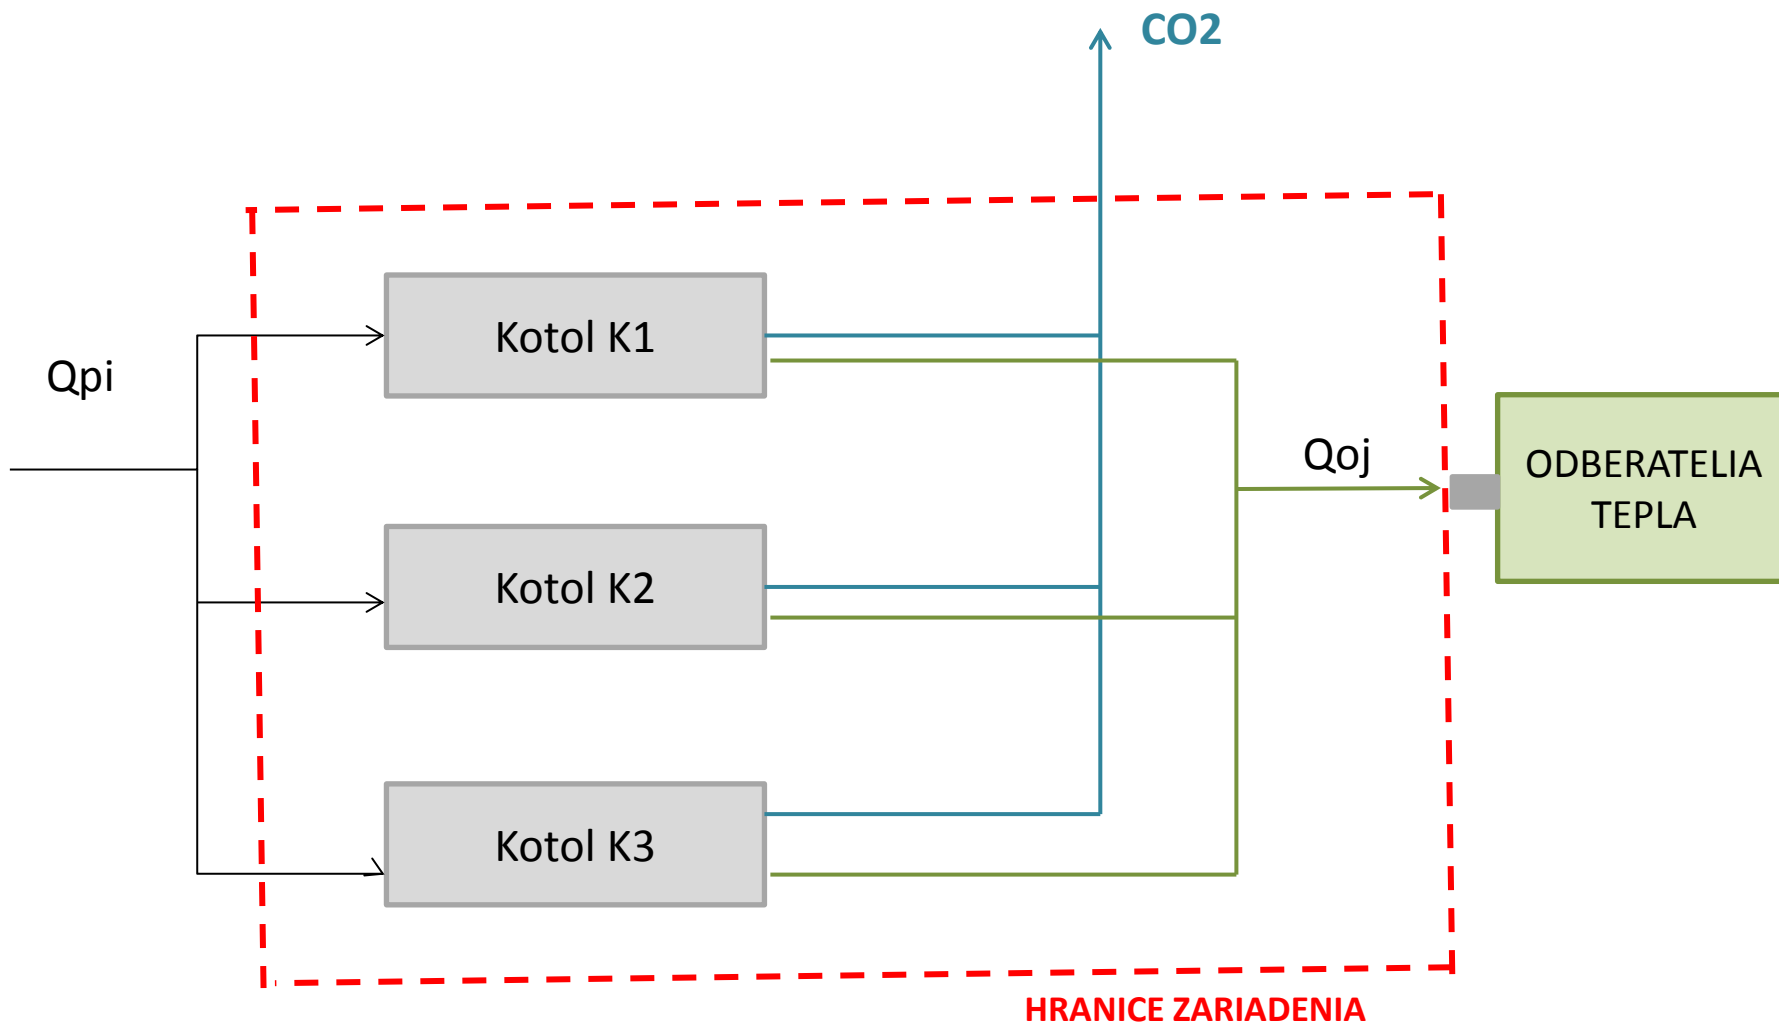 CO2
Kotol K1
Qpi
Qoj
ODBERATELIA
TEPLA
Kotol K2
Kotol K3
HRANICE ZARIADENIA